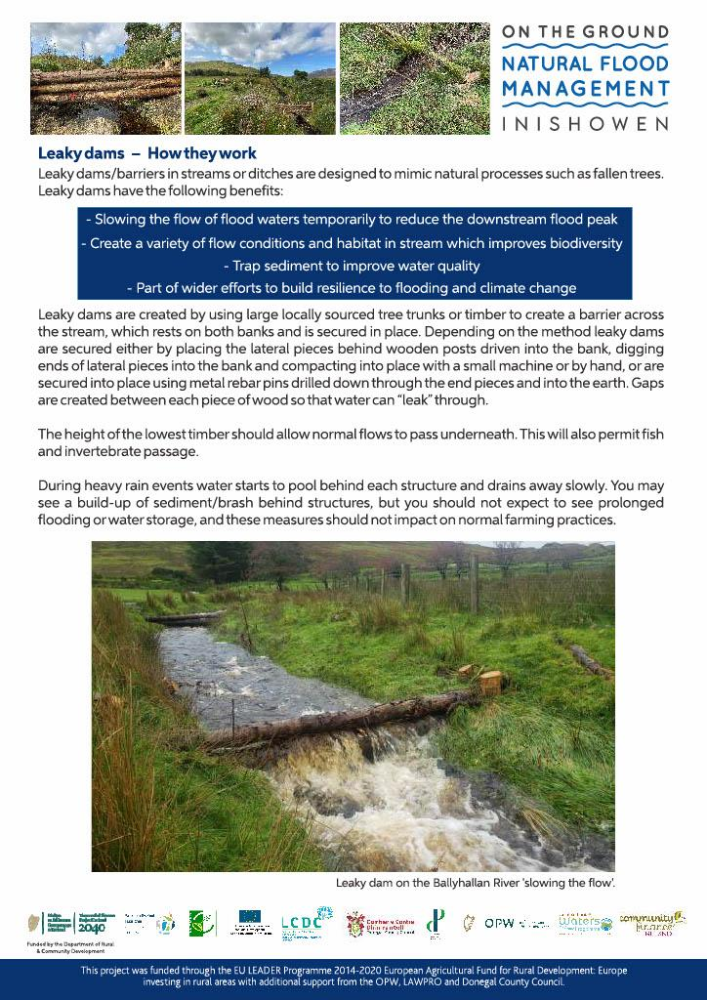 ON THE GROUND
NATURAL FLOOD
MANAGEMENT
INISHOWEN
Leaky dams – How they work
Leaky dams/barriers in streams or ditches are designed to mimic natural processes such as fallen trees.
Leaky dams have the following benefits:
- Slowing the flow of flood waters temporarily to reduce the downstream flood peak
- Create a variety of flow conditions and habitat in stream which improves biodiversity
- Trap sediment to improve water quality
- Part of wider efforts to build resilience to flooding and climate change
Leaky dams are created by using large locally sourced tree trunks or timber to create a barrier across
the stream, which rests on both banks and is secured in place. Depending on the method leaky dams
are secured either by placing the lateral pieces behind wooden posts driven into the bank, digging
ends of lateral pieces into the bank and compacting into place with a small machine or by hand, or are
secured into place using metal rebar pins drilled down through the end pieces and into the earth. Gaps
are created between each piece of wood so that water can “leak” through.
The height of the lowest timber should allow normal flows to pass underneath. This will also permit fish
and invertebrate passage.
During heavy rain events water starts to pool behind each structure and drains away slowly. You may
see a build-up of sediment/brash behind structures, but you should not expect to see prolonged
flooding or water storage, and these measures should not impact on normal farming practices.
Leaky dam on the Ballyhallan River 'slowing the flow'.
2040
LCDC
OPW
waters
community
finance
IRELAND
Funded by the Department of Rural
& Community Development
This project was funded through the EU LEADER Programme 2014-2020 European Agricultural Fund for Rural Development: Europe
investing in rural areas with additional support from the OPW, LAWPRO and Donegal County Council.